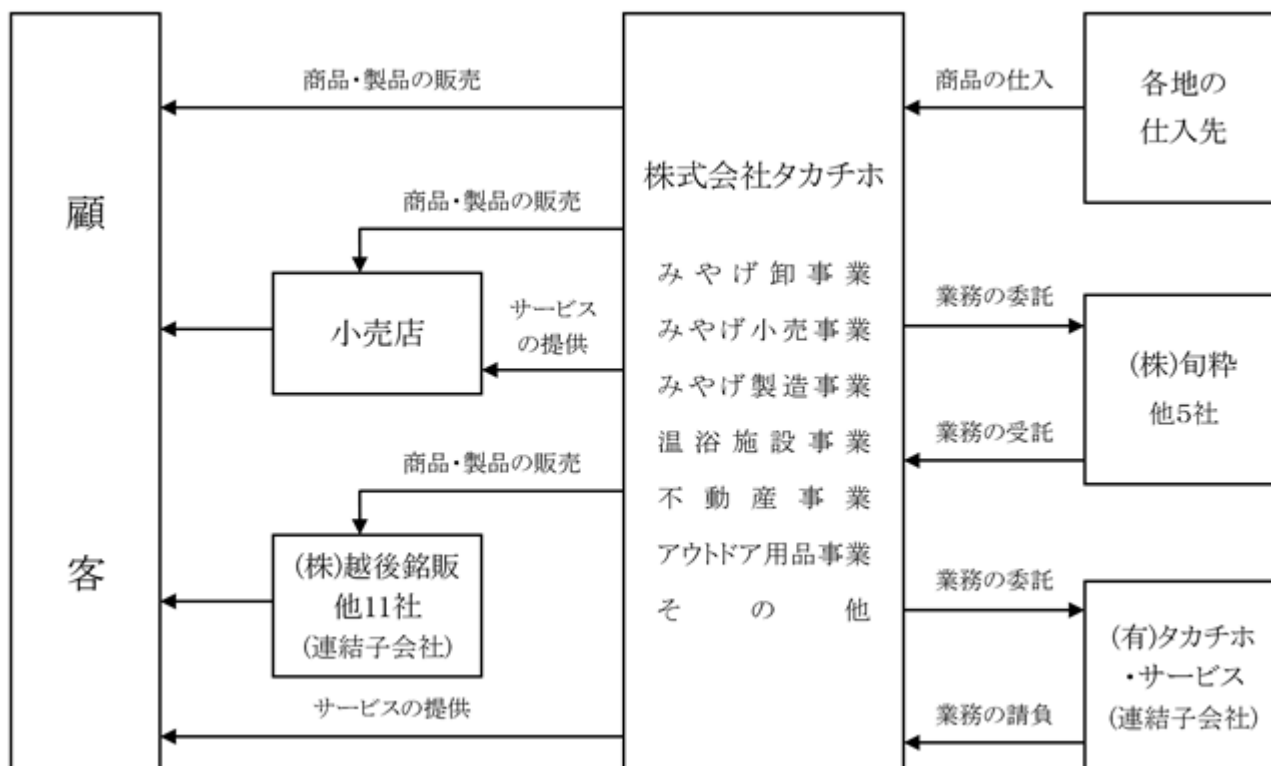 顧
客
商品・製品の販売
商品・製品の販売
小売店
サービス
の提供
商品・製品の販売
(株)越後銘販
他11社
(連結子会社)
サービスの提供
株式会社タカチホ
みやげ卸事業
みやげ小売事業
みやげ製造事業
温浴施設事業
不動産事業
アウトドア用品事業
その他
商品の仕入
各地の
仕入先
業務の委託
(株)旬粋
他5社
業務の受託
業務の委託
(有)タカチホ
・サービス
(連結子会社)
業務の請負